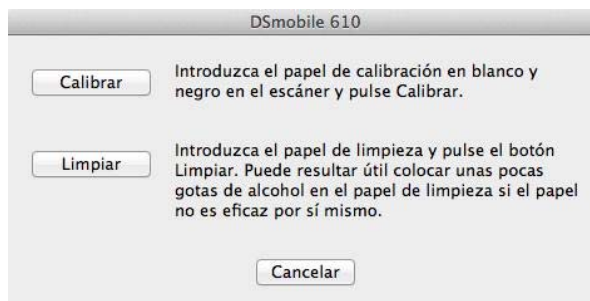 DSmobile 610
Calibrar
Introduzca el papel de calibración en blanco y
negro en el escáner y pulse Calibrar.
Limpiar
Introduzca el papel de limpieza y pulse el botón
Limpiar. Puede resultar útil colocar unas pocas
gotas de alcohol en el papel de limpieza si el papel
no es eficaz por sí mismo.
Cancelar